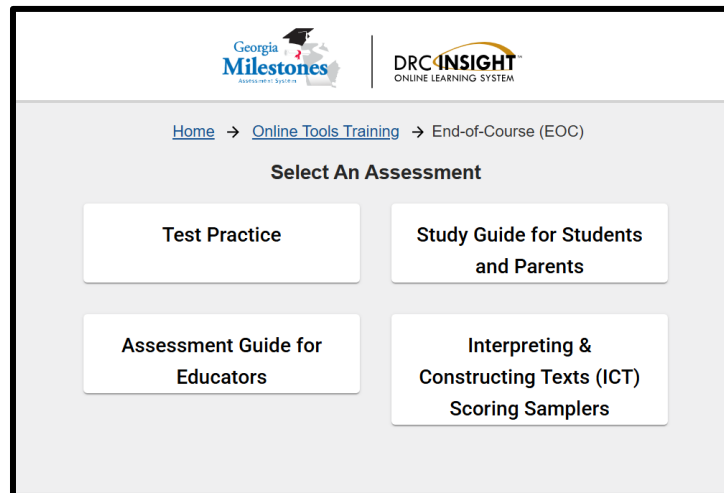 Georgia
Milestones
Assessment System
DRC INSIGHT™
ONLINE LEARNING SYSTEM
Home → Online Tools Training → End-of-Course (EOC)
Select An Assessment
Test Practice
Study Guide for Students
and Parents
Assessment Guide for
Educators
Interpreting &
Constructing Texts (ICT)
Scoring Samplers